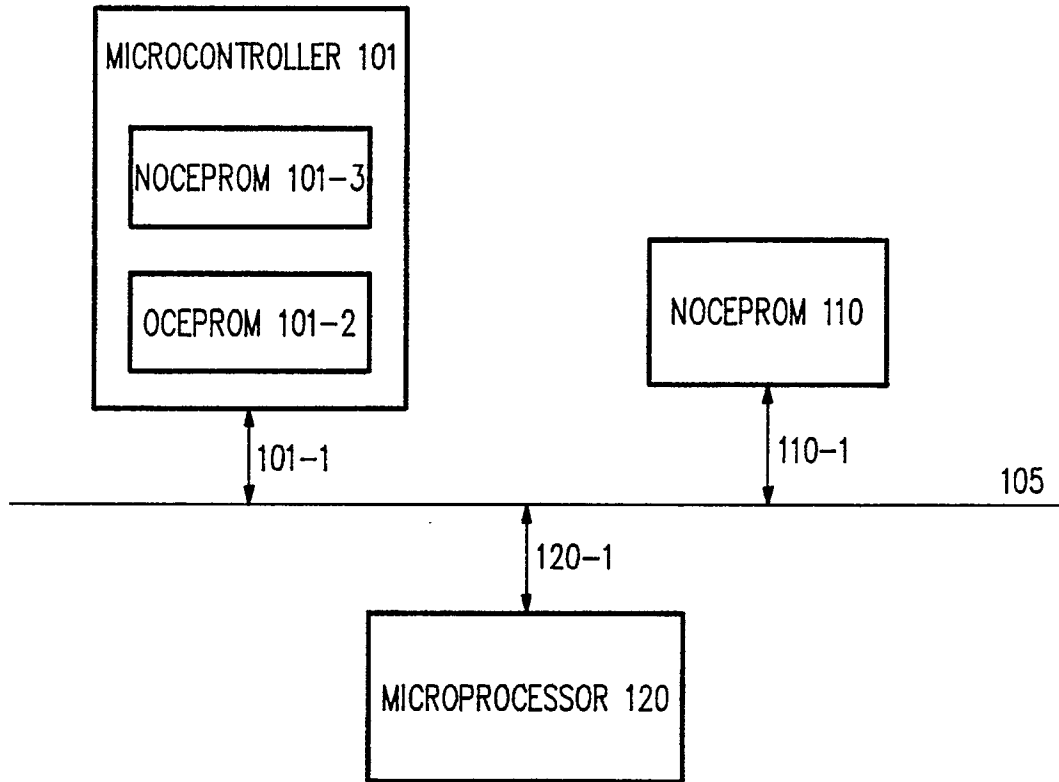 MICROCONTROLLER 101
NOCEPROM 101-3
OCEPROM 101-2
NOCEPROM 110
101-1
110-1
105
120-1
MICROPROCESSOR 120